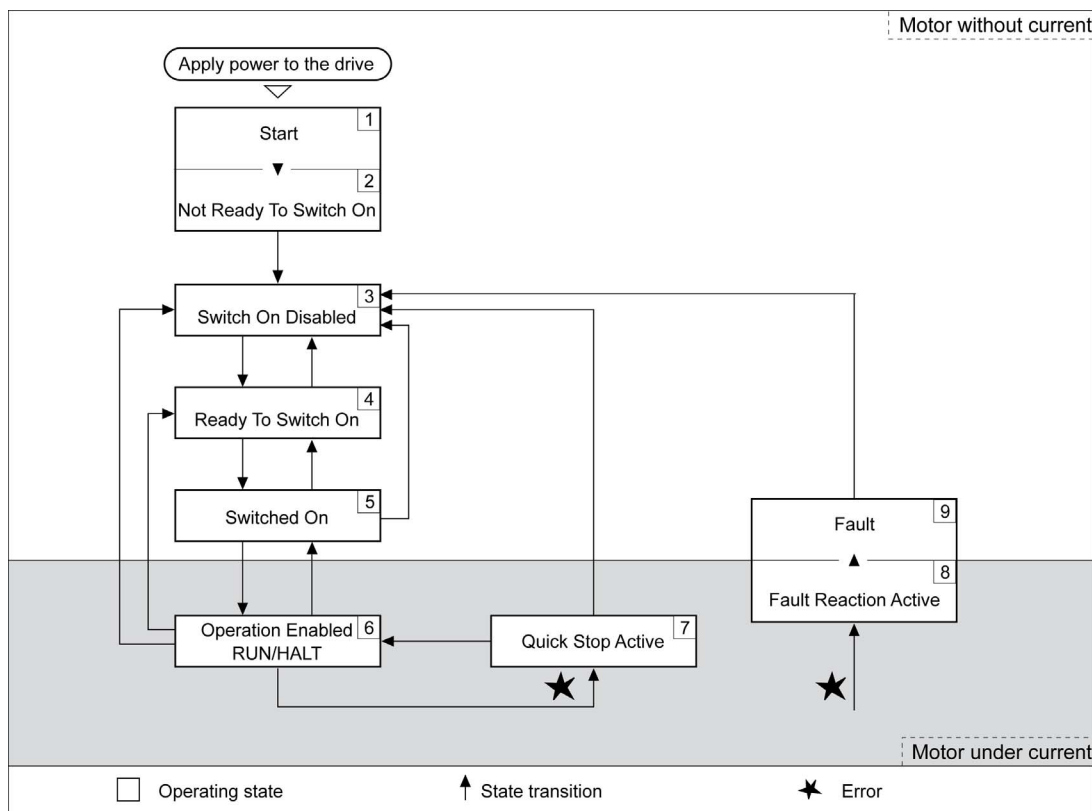 Motor without current
Apply power to the drive
1
Start
2
Not Ready To Switch On
3
Switch On Disabled
4
Ready To Switch On
5
Switched On
9
Fault
8
Fault Reaction Active
6
Operation Enabled
RUN/HALT
7
Quick Stop Active
Motor under current
Operating state
State transition
Error